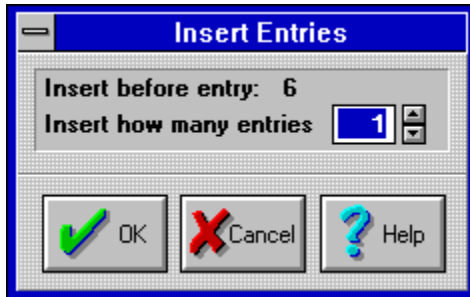 Insert Entries
Insert before entry: 6
Insert how many entries 1
OK Cancel Help